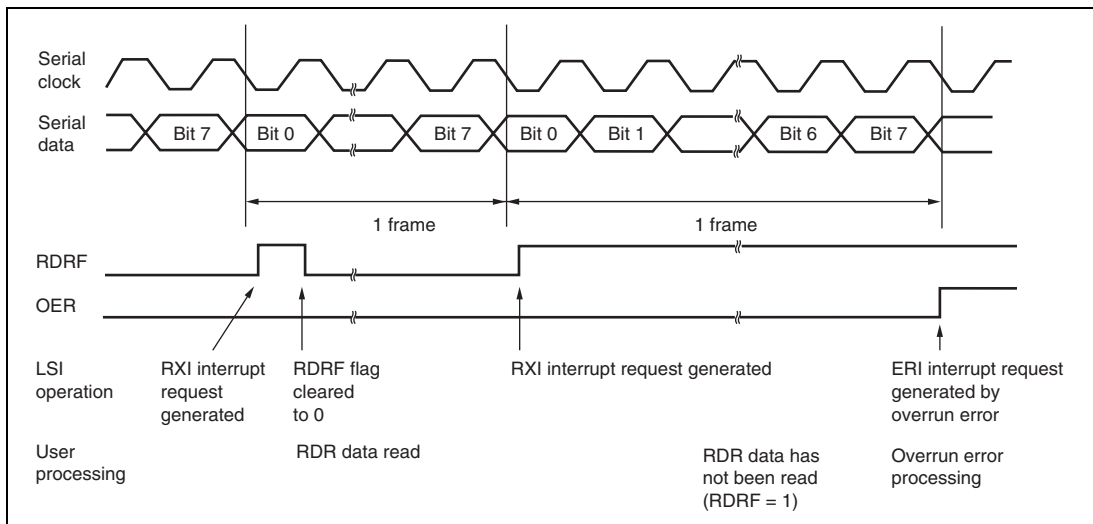 Serial
clock
Serial
data
Bit 7
Bit 0
Bit 7
Bit 0
Bit 1
Bit 6
Bit 7
1 frame
1 frame
RDRF
OER
LSI
operation
RXI interrupt
request
generated
RDRF flag
cleared
to 0
RXI interrupt request generated
ERI interrupt request
generated by
overrun error
User
processing
RDR data read
RDR data has
not been read
(RDRF = 1)
Overrun error
processing